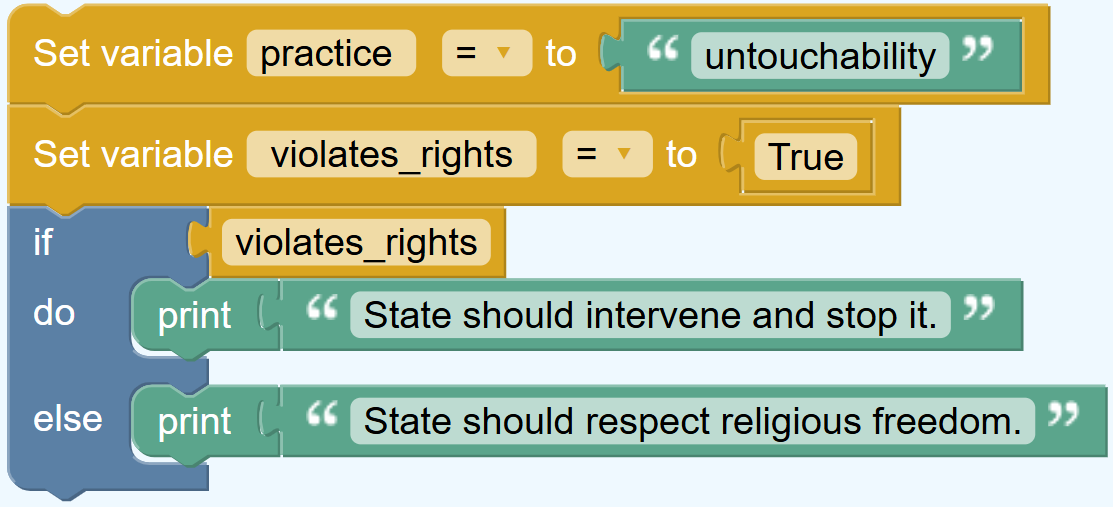 Set variable practice = to “ untouchability ”
Set variable violates_rights = to True
if violates_rights
do print “ State should intervene and stop it. ”
else print “ State should respect religious freedom. ”